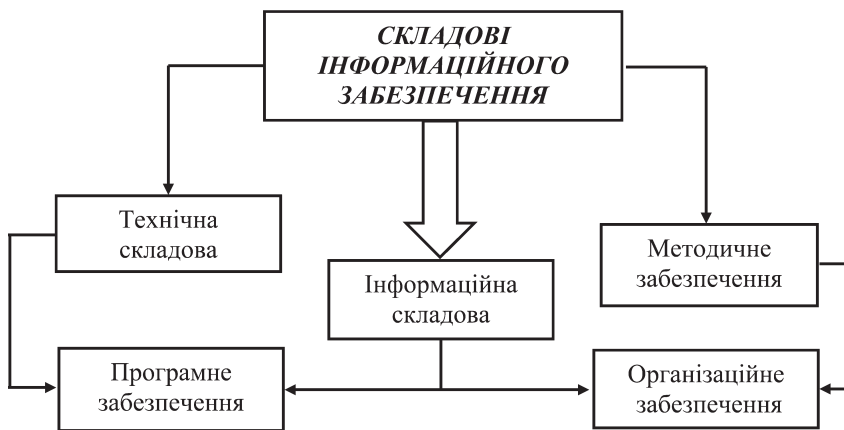 СКЛАДОВІ
ІНФОРМАЦІЙНОГО
ЗАБЕЗПЕЧЕННЯ
Технічна
складова
Методичне
забезпечення
Інформаційна
складова
Програмне
забезпечення
Організаційне
забезпечення